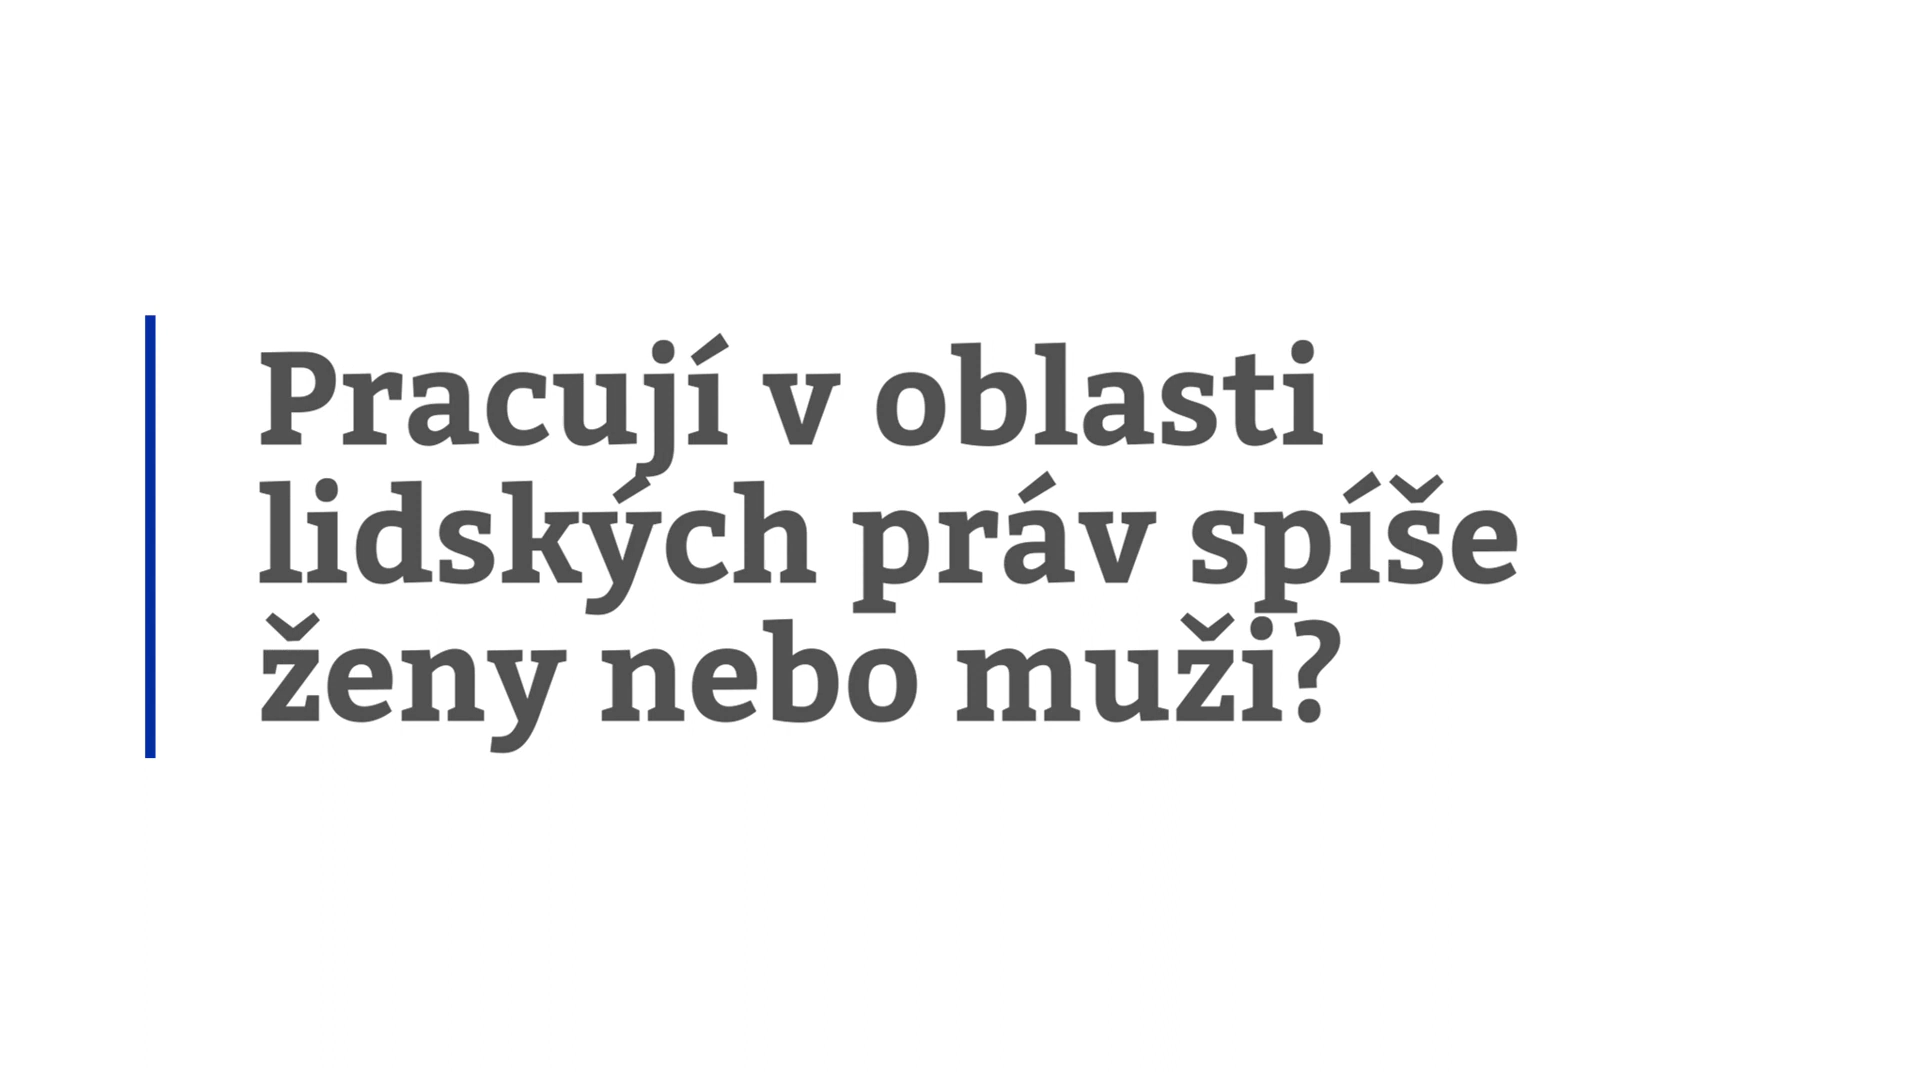 Pracují v oblasti
lidských práv spíše
ženy nebo muži?